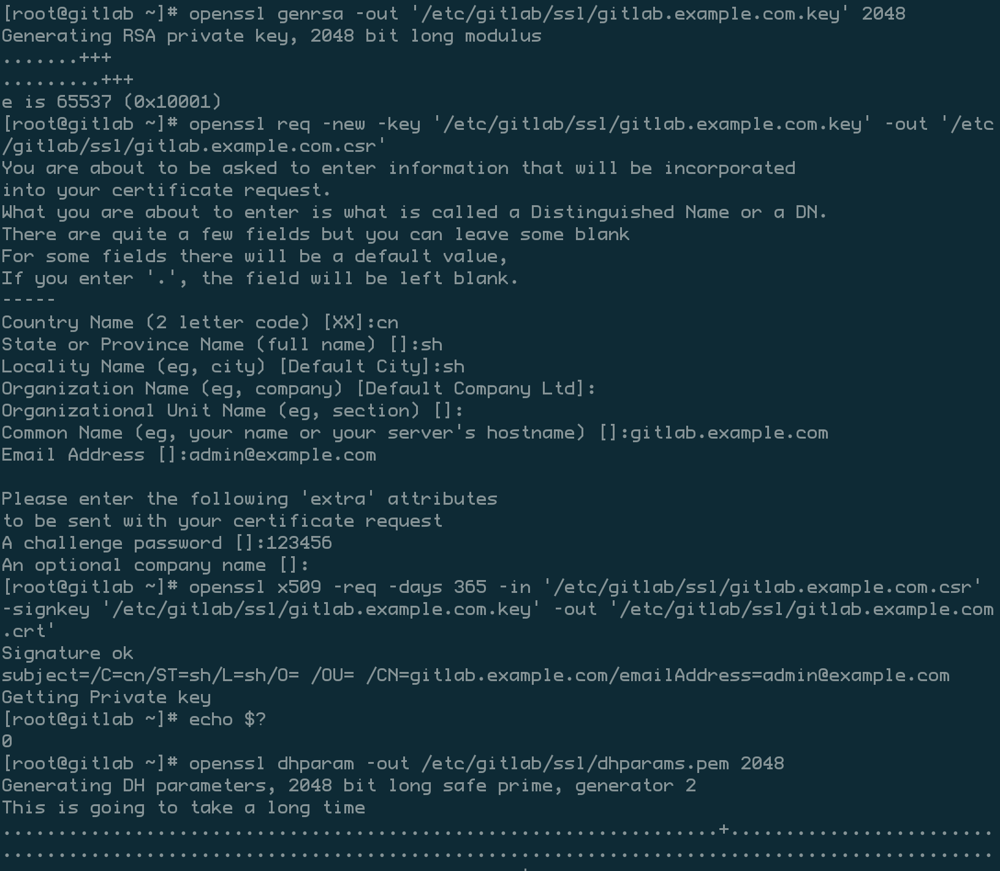 [root@gitlab ~]# openssl genrsa -out '/etc/gitlab/ssl/gitlab.example.com.key' 2048
Generating RSA private key, 2048 bit long modulus
.......+++
.........+++
e is 65537 (0x10001)
[root@gitlab ~]# openssl req -new -key '/etc/gitlab/ssl/gitlab.example.com.key' -out '/etc
/gitlab/ssl/gitlab.example.com.csr'
You are about to be asked to enter information that will be incorporated
into your certificate request.
What you are about to enter is what is called a Distinguished Name or a DN.
There are quite a few fields but you can leave some blank
For some fields there will be a default value,
If you enter '.', the field will be left blank.
-----
Country Name (2 letter code) [XX]:cn
State or Province Name (full name) []:sh
Locality Name (eg, city) [Default City]:sh
Organization Name (eg, company) [Default Company Ltd]:
Organizational Unit Name (eg, section) []:
Common Name (eg, your name or your server's hostname) []:gitlab.example.com
Email Address []:admin@example.com

Please enter the following 'extra' attributes
to be sent with your certificate request
A challenge password []:123456
An optional company name []:
[root@gitlab ~]# openssl x509 -req -days 365 -in '/etc/gitlab/ssl/gitlab.example.com.csr'
-signkey '/etc/gitlab/ssl/gitlab.example.com.key' -out '/etc/gitlab/ssl/gitlab.example.com
.crt'
Signature ok
subject=/C=cn/ST=sh/L=sh/O= /OU= /CN=gitlab.example.com/emailAddress=admin@example.com
Getting Private key
[root@gitlab ~]# echo $?
0
[root@gitlab ~]# openssl dhparam -out /etc/gitlab/ssl/dhparams.pem 2048
Generating DH parameters, 2048 bit long safe prime, generator 2
This is going to take a long time
.................................................................+........................
..........................................................................................